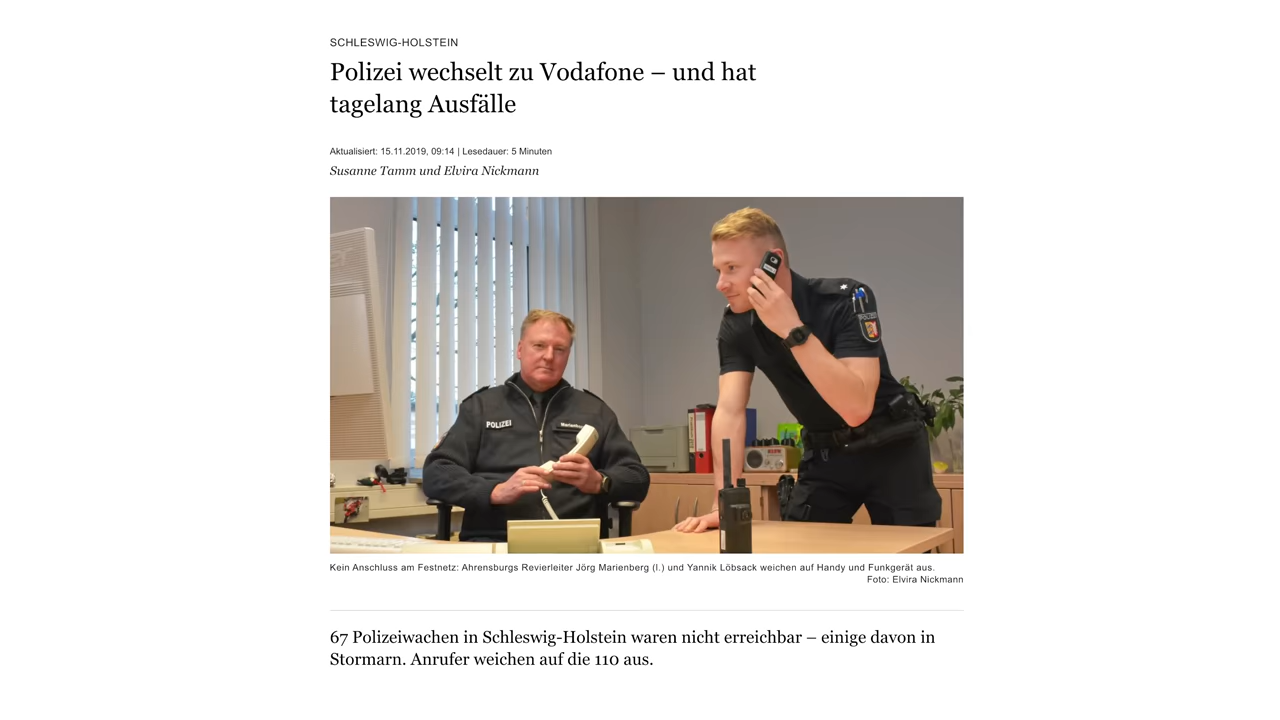 SCHLESWIG-HOLSTEIN
Polizei wechselt zu Vodafone – und hat
tagelang Ausfälle
Aktualisiert: 15.11.2019, 09:14 | Lesedauer: 5 Minuten
Susanne Tamm und Elvira Nickmann
POLIZEI
POLIZEI
Kein Anschluss am Festnetz: Ahrensburgs Revierleiter Jörg Marienberg (l.) und Yannik Löbsack weichen auf Handy und Funkgerät aus.
Foto: Elvira Nickmann
67 Polizeiwachen in Schleswig-Holstein waren nicht erreichbar – einige davon in
Stormarn. Anrufer weichen auf die 110 aus.